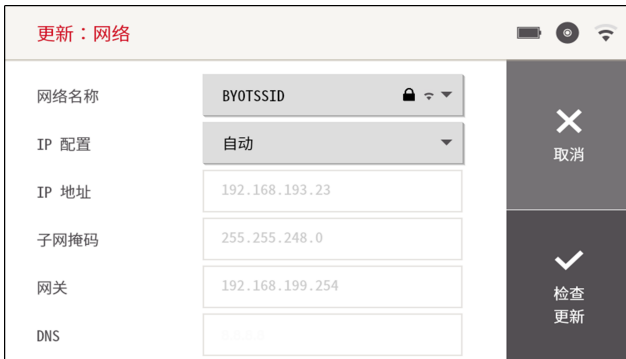 更新：网络
网络名称
BYOTSSID
IP 配置
自动
IP 地址
192.168.193.23
子网掩码
255.255.248.0
网关
192.168.199.254
DNS
取消
检查
更新